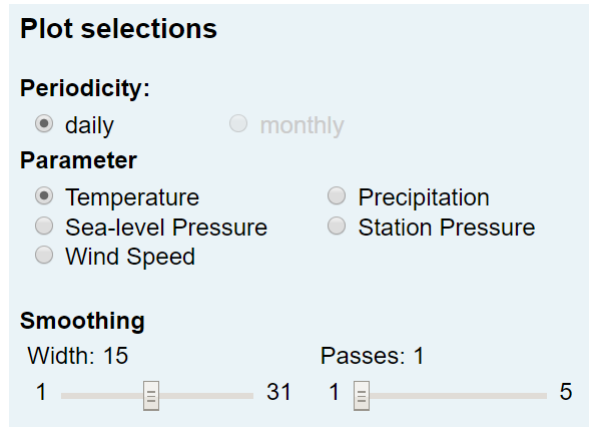 Plot selections
Periodicity:
daily monthly
Parameter
Temperature Precipitation
Sea-level Pressure Station Pressure
Wind Speed
Smoothing
Width: 15 Passes: 1
1 31 1 5